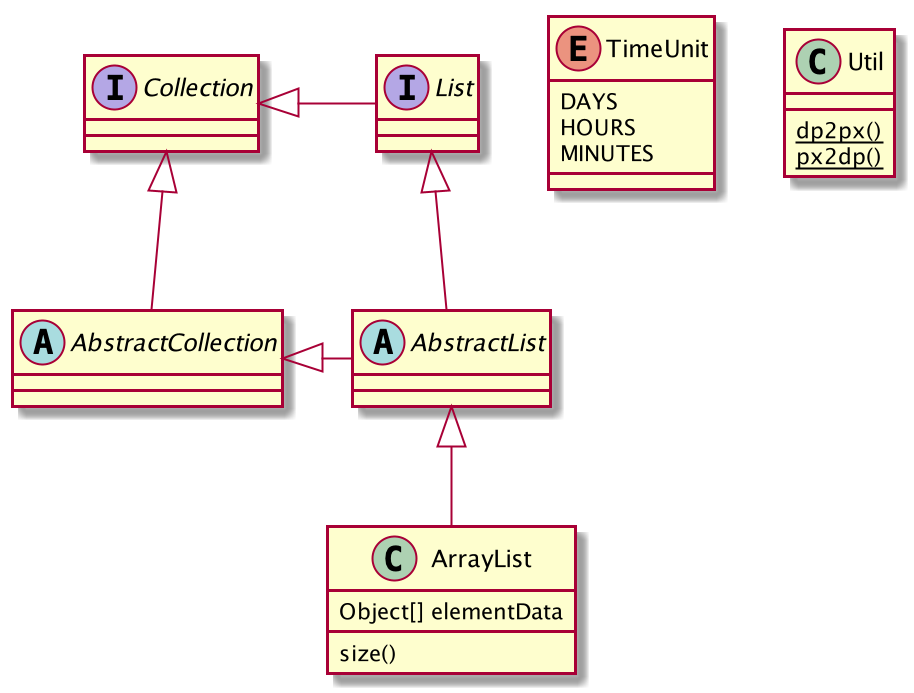 I Collection
I List
E TimeUnit
DAYS
HOURS
MINUTES
C Util
dp2px()
px2dp()
A AbstractCollection
A AbstractList
C ArrayList
Object[] elementData
size()